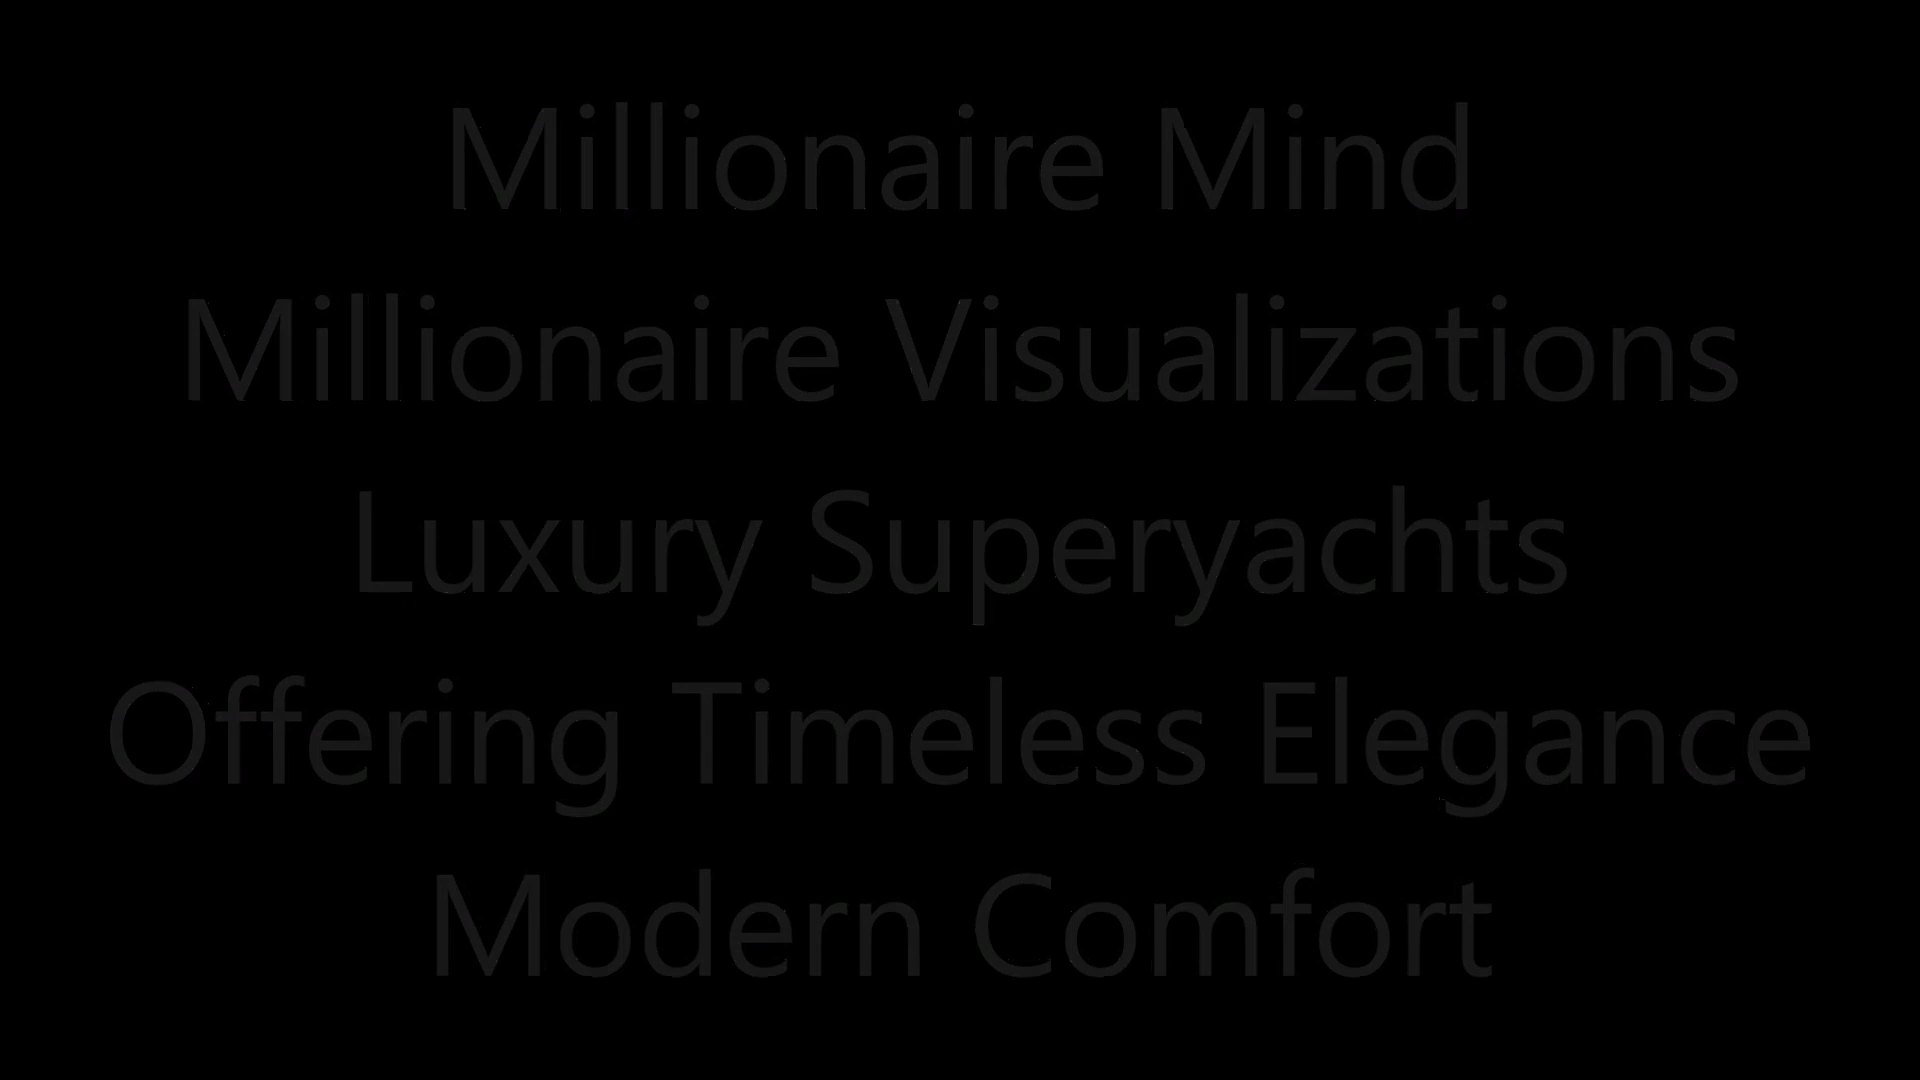 Millionaire Mind
Millionaire Visualizations
Luxury Superyachts
Offering Timeless Elegance
Modern Comfort